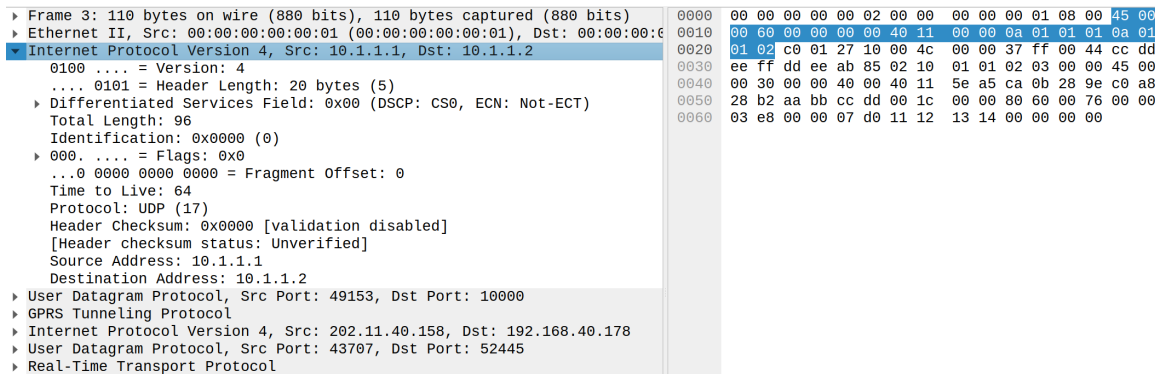 Frame 3: 110 bytes on wire (880 bits), 110 bytes captured (880 bits)
Ethernet II, Src: 00:00:00:00:00:01 (00:00:00:00:00:01), Dst: 00:00:00:0
Internet Protocol Version 4, Src: 10.1.1.1, Dst: 10.1.1.2
0100 .... = Version: 4
.... 0101 = Header Length: 20 bytes (5)
Differentiated Services Field: 0x00 (DSCP: CS0, ECN: Not-ECT)
Total Length: 96
Identification: 0x0000 (0)
000. .... = Flags: 0x0
...0 0000 0000 0000 = Fragment Offset: 0
Time to Live: 64
Protocol: UDP (17)
Header Checksum: 0x0000 [validation disabled]
[Header checksum status: Unverified]
Source Address: 10.1.1.1
Destination Address: 10.1.1.2
User Datagram Protocol, Src Port: 49153, Dst Port: 10000
GPRS Tunneling Protocol
Internet Protocol Version 4, Src: 202.11.40.158, Dst: 192.168.40.178
User Datagram Protocol, Src Port: 43707, Dst Port: 52445
Real-Time Transport Protocol
0000 00 00 00 00 00 02 00 00 00 00 00 01 08 00 45 00
0010 00 60 00 00 00 00 40 11 00 00 0a 01 01 01 0a 01
0020 01 02 c0 01 27 10 00 4c 00 00 37 ff 00 44 cc dd
0030 ee ff dd ee ab 85 02 10 01 01 02 03 00 00 45 00
0040 00 30 00 00 40 00 40 11 5e a5 ca 0b 28 9e c0 a8
0050 28 b2 aa bb cc dd 00 1c 00 00 80 60 00 76 00 00
0060 03 e8 00 00 07 d0 11 12 13 14 00 00 00 00